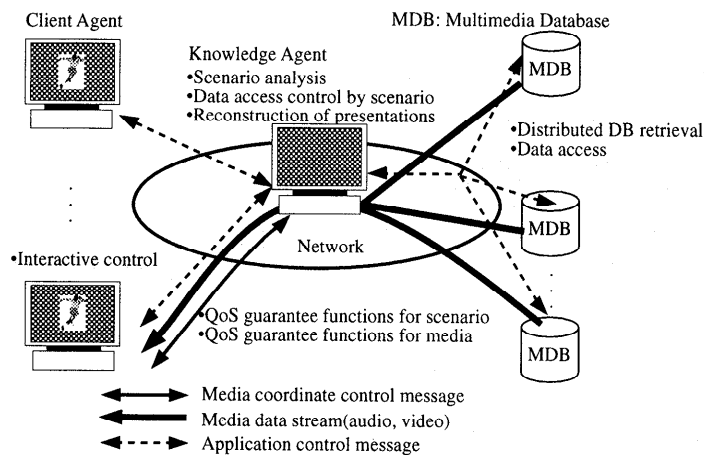 Client Agent
MDB: Multimedia Database
Knowledge Agent
•Scenario analysis
•Data access control by scenario
•Reconstruction of presentations
MDB
•Distributed DB retrieval
•Data access
MDB
Network
•Interactive control
•QoS guarantee functions for scenario
•QoS guarantee functions for media
MDB
Media coordinate control message
Media data stream(audio, video)
Application control message